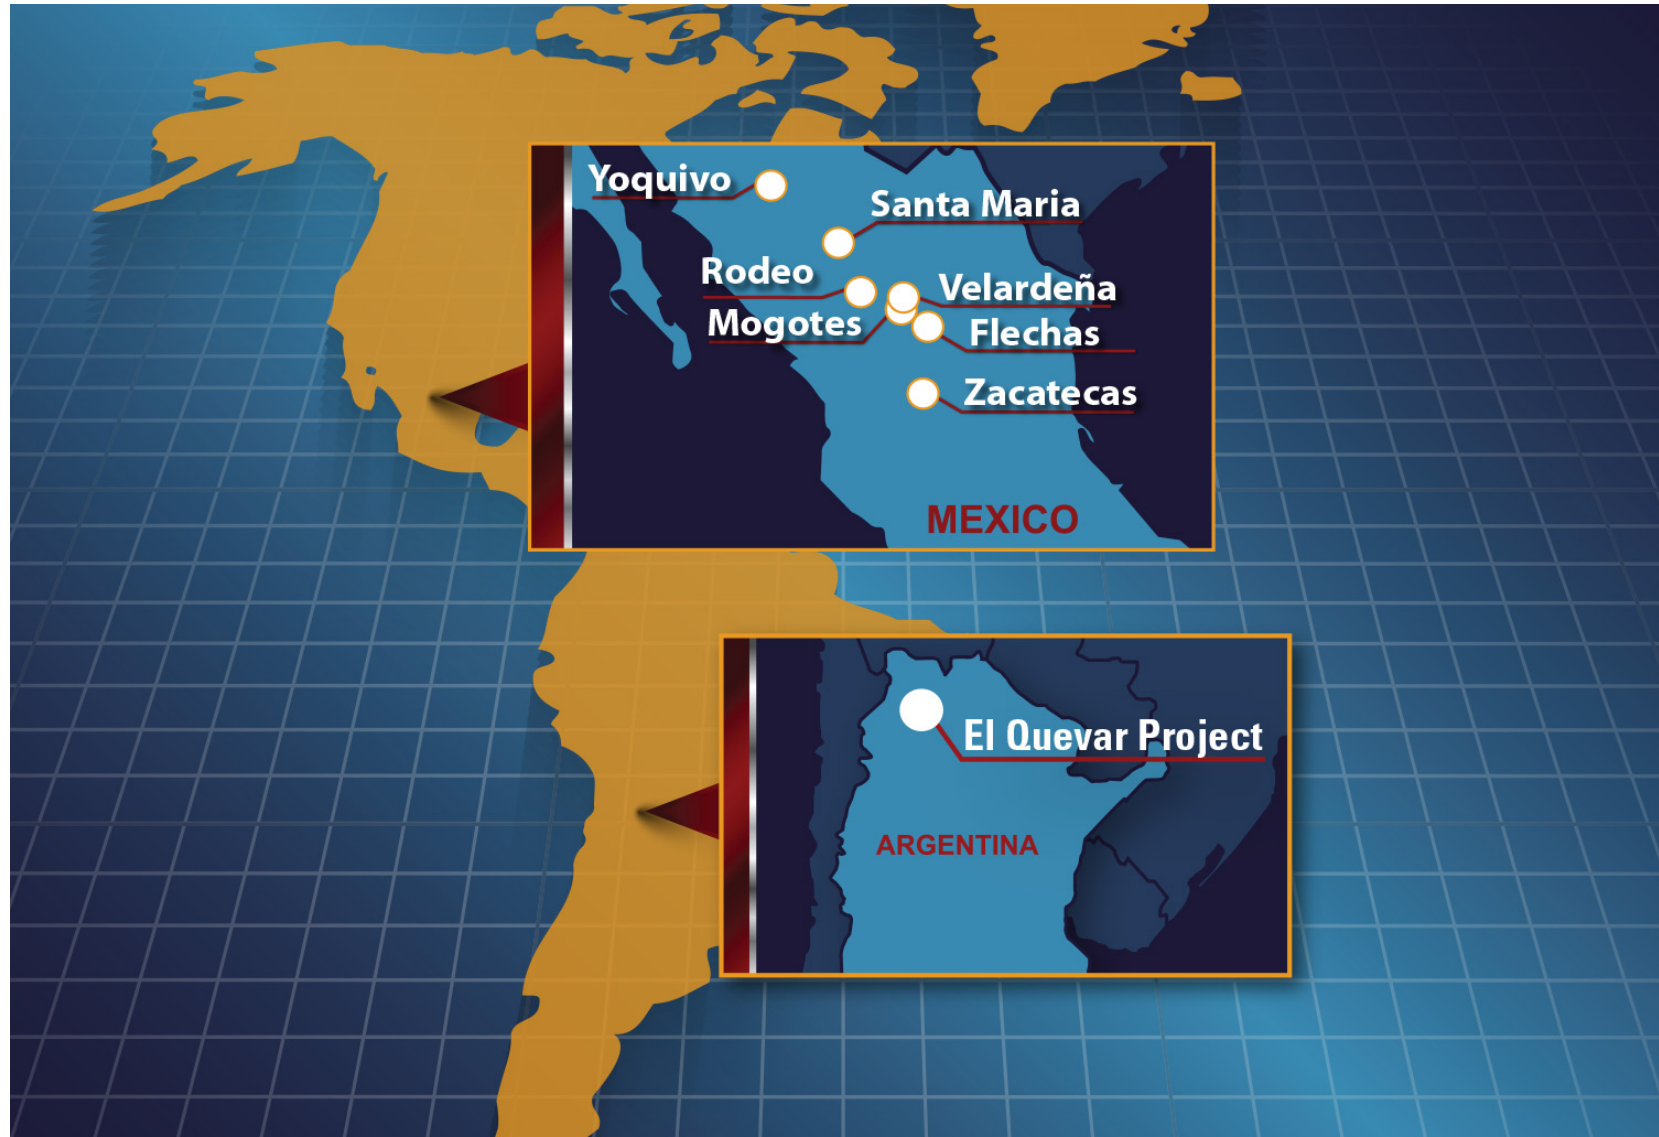 Yoquivo
Santa Maria
Rodeo
Velardeña
Mogotes
Flechas
Zacatecas
MEXICO
El Quevar Project
ARGENTINA